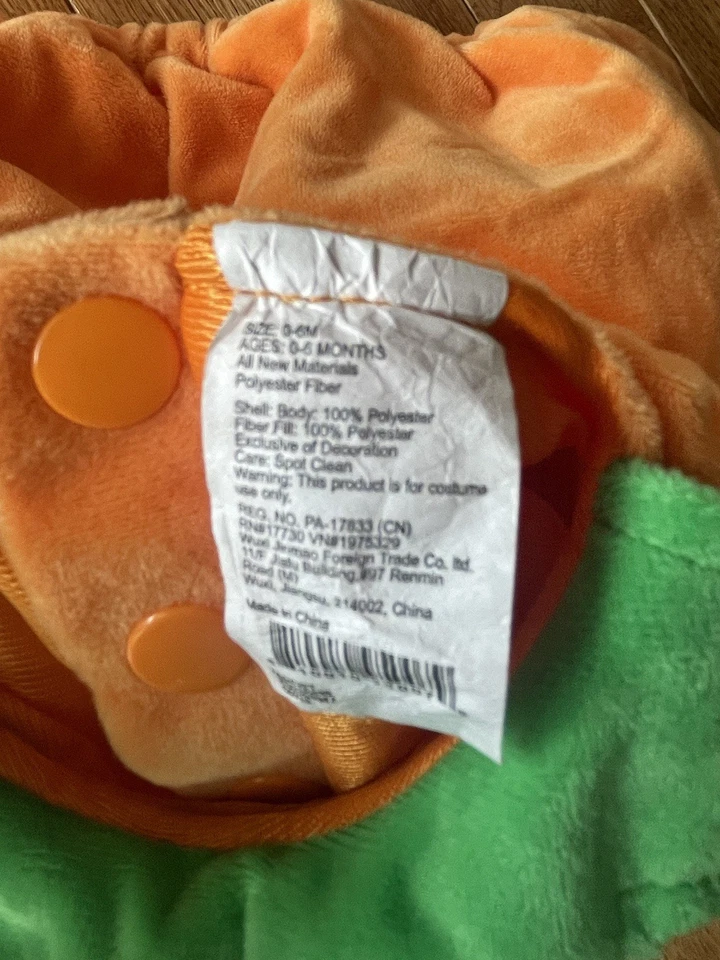 SIZE: 0-6M
AGES: 0-6 MONTHS
All New Materials
Polyester Fiber
Shell: Body: 100% Polyester
Fiber Fill: 100% Polyester
Exclusive of Decoration
Care: Spot Clean
Warning: This product is for costume
use only.
REG. NO. PA-17833 (CN)
RN#17730 VN#1975329
Wuxi Jinmao Foreign Trade Co. ltd.
11/F Jiafu Building,#97 Renmin
Road (M)
Wuxi, Jiangsu, 214002, China
Made in China